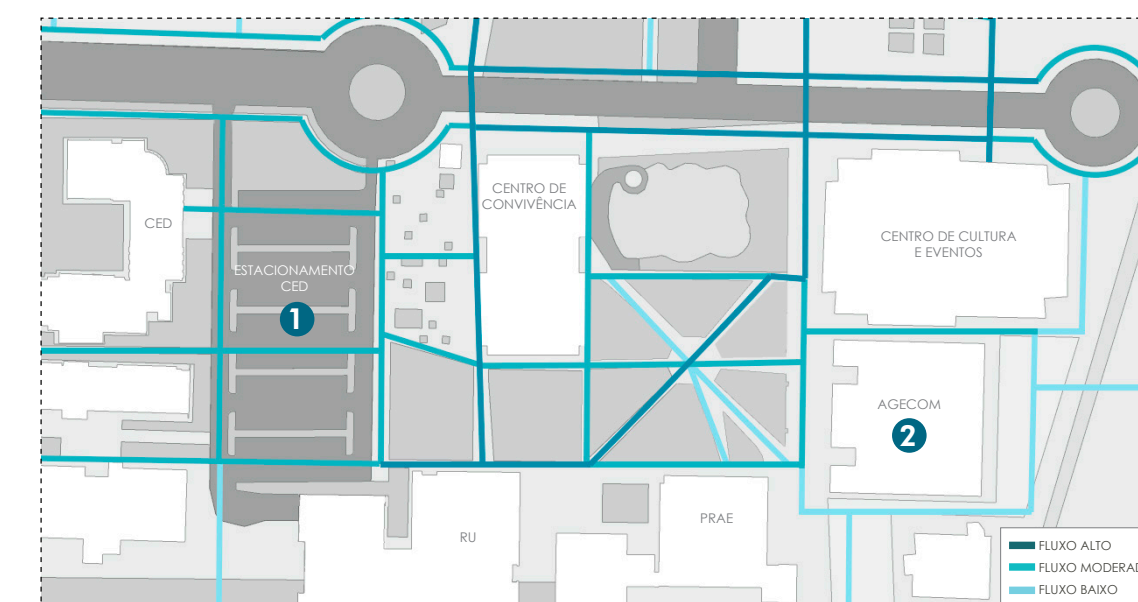 CENTRO DE
CONVIVÊNCIA
CED
CENTRO DE CULTURA
E EVENTOS
ESTACIONAMENTO
CED
1
AGECOM
2
PRAE
RU
FLUXO ALTO
FLUXO MODERAD
FLUXO BAIXO